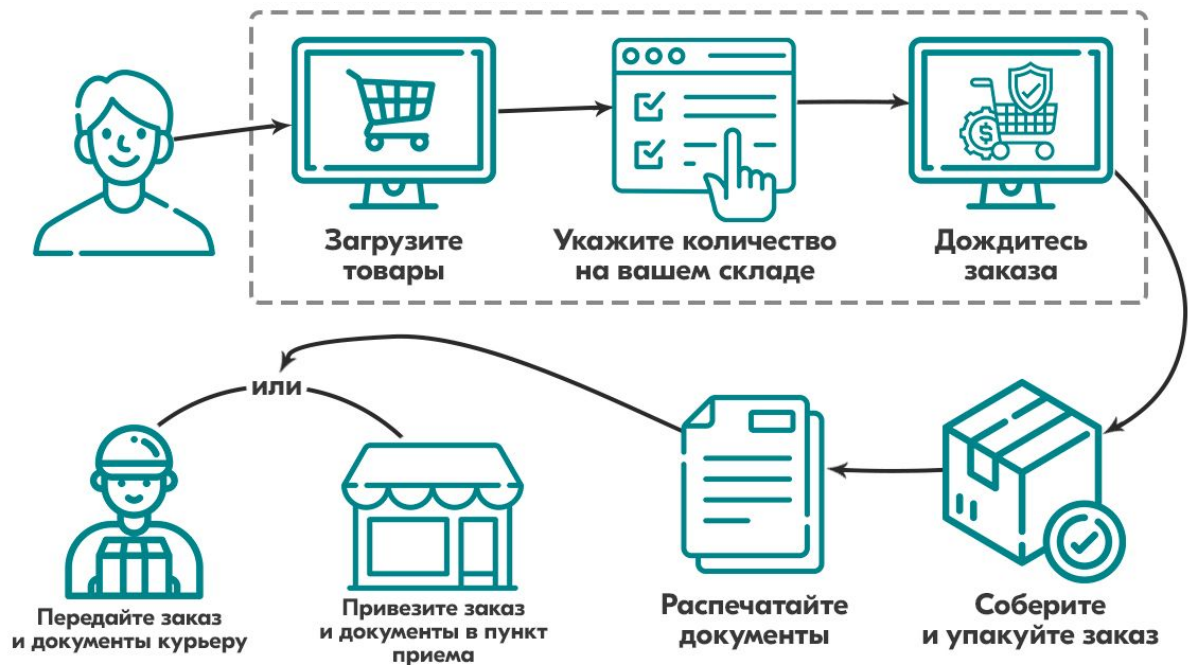 Загрузите
товары
Укажите количество
на вашем складе
Дождитесь
заказа
или
Передайте заказ
и документы курьеру
Привезите заказ
и документы в пункт
приема
Распечатайте
документы
Соберите
и упакуйте заказ